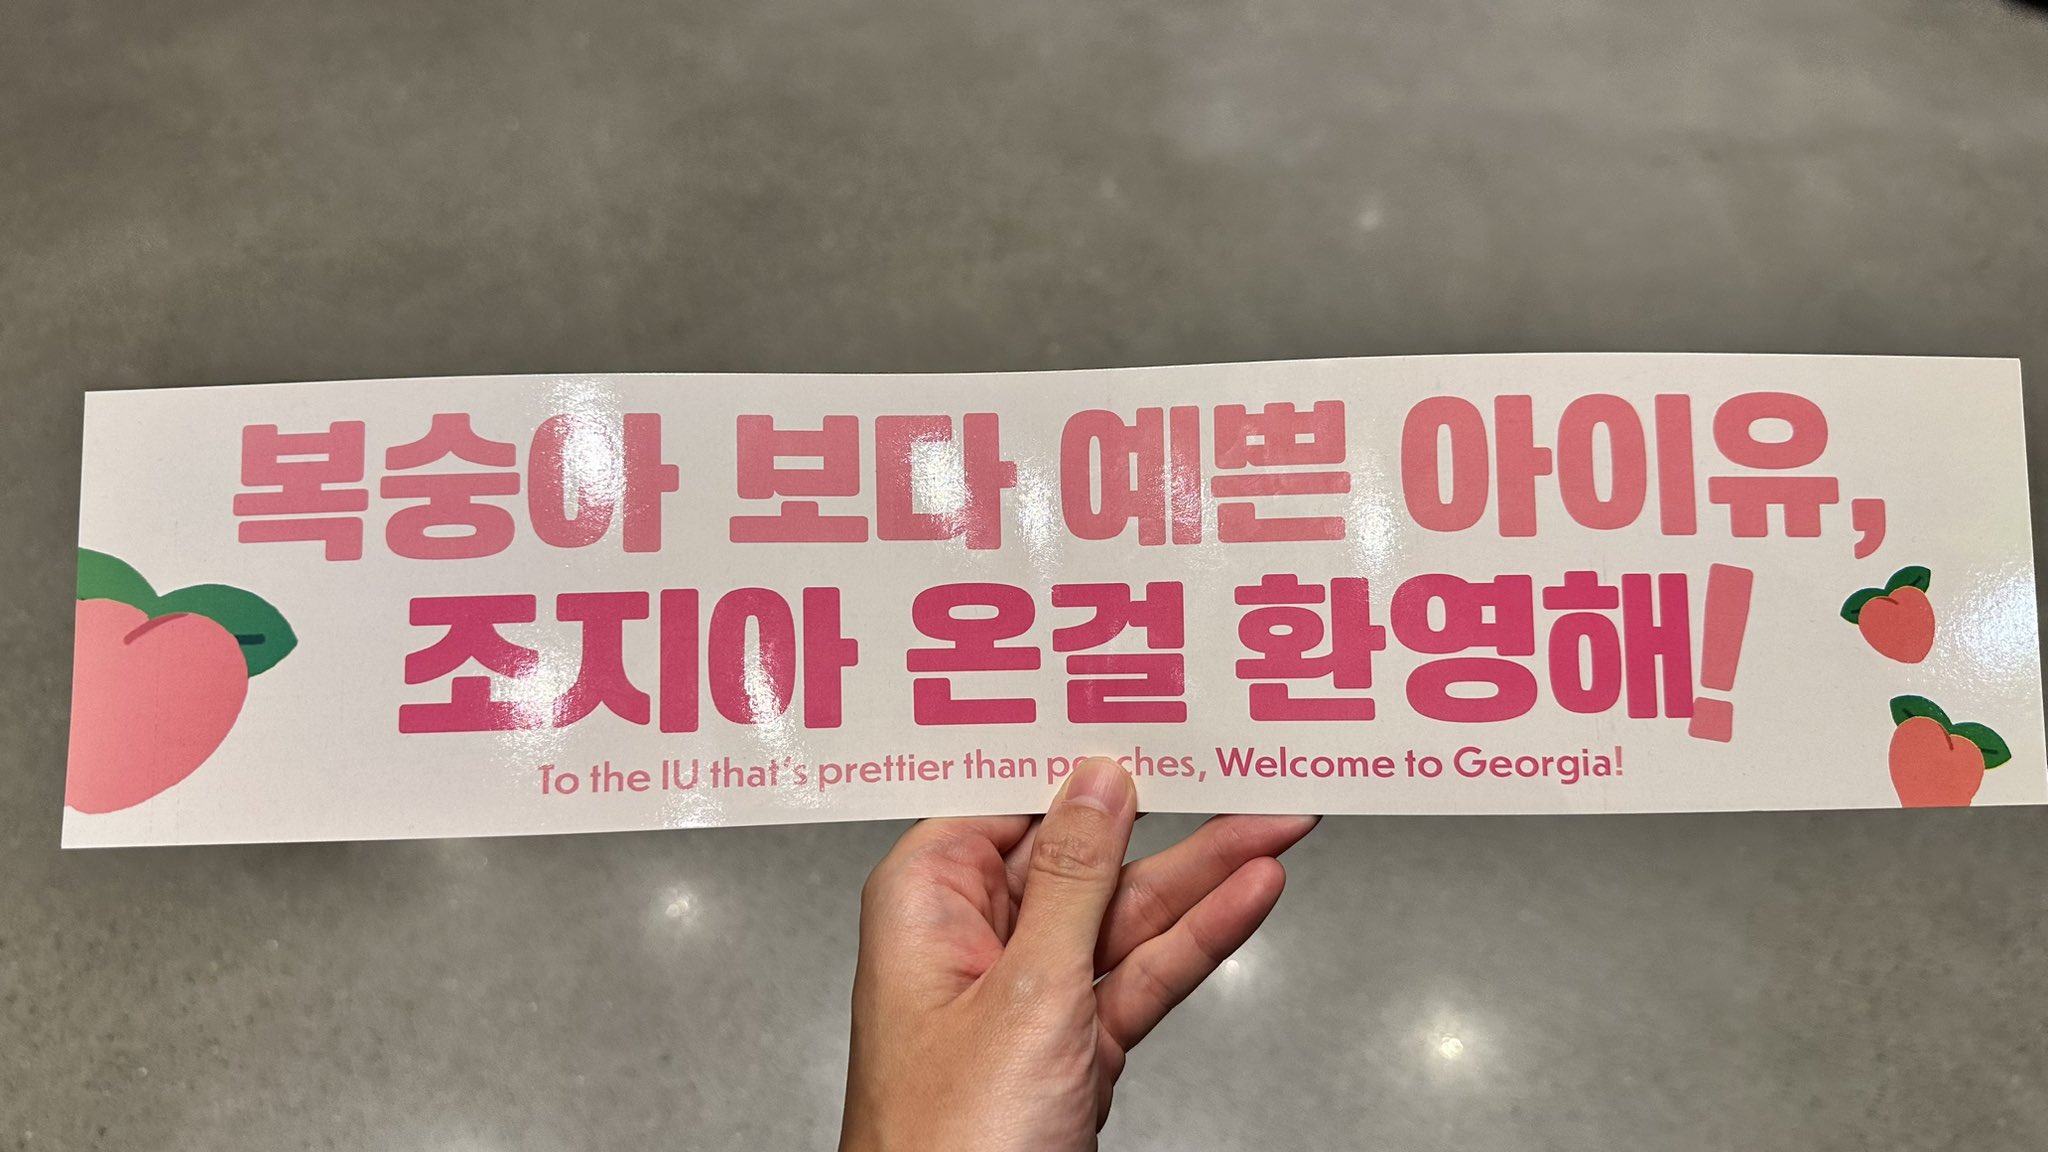 복숭아 보다 예쁜 아이유,
조지아 온걸 환영해!
To the IU that's prettier than peaches, Welcome to Georgia!